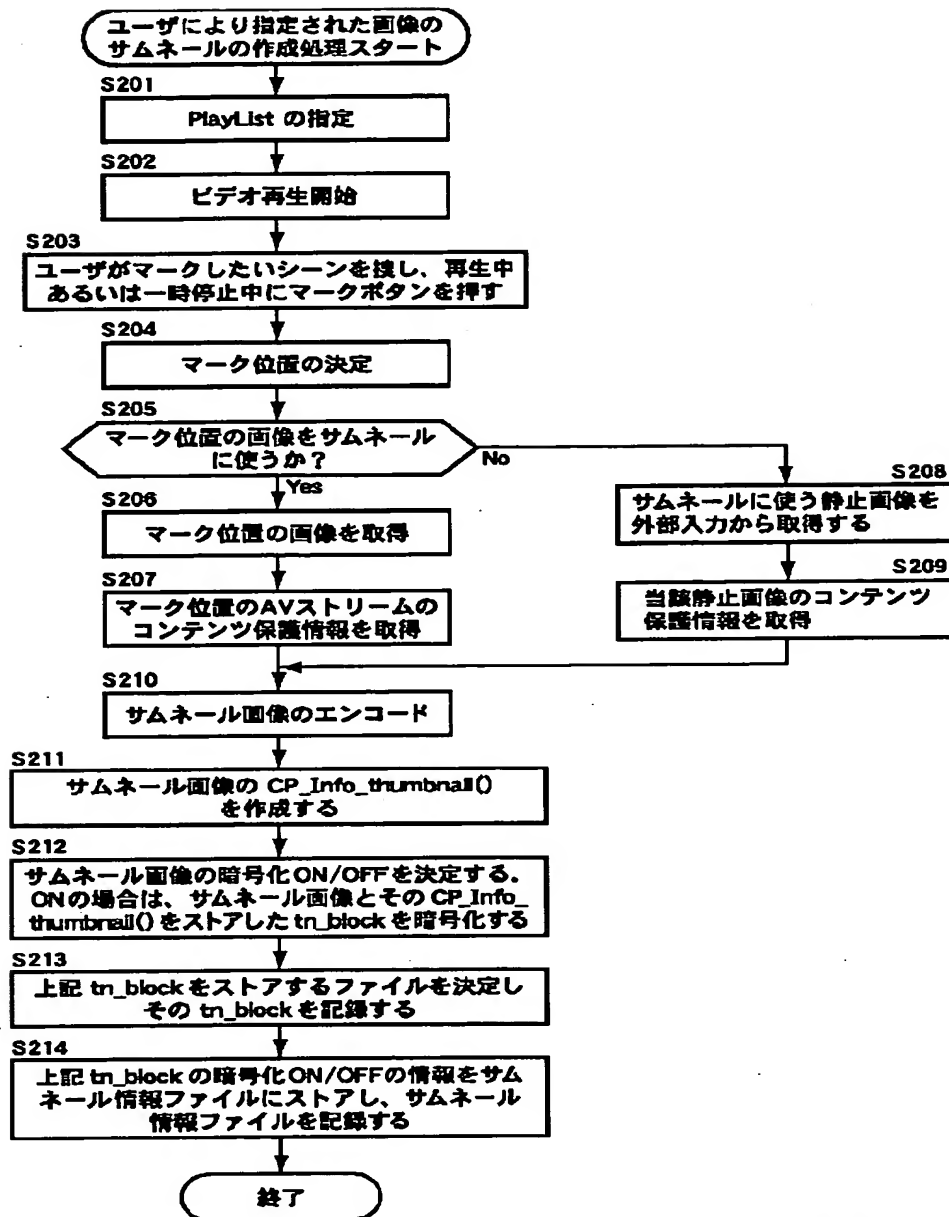 ユーザにより指定された画像の
サムネールの作成処理スタート
S201
PlayList の指定
S202
ビデオ再生開始
S203
ユーザがマークしたいシーンを捜し、再生中
あるいは一時停止中にマークボタンを押す
S204
マーク位置の決定
S205
マーク位置の画像をサムネール
に使うか?
No
Yes
S206
マーク位置の画像を取得
S207
マーク位置のAVストリームの
コンテンツ保護情報を取得
S208
サムネールに使う静止画像を
外部入力から取得する
S209
当該静止画像のコンテンツ
保護情報を取得
S210
サムネール画像のエンコード
S211
サムネール画像の CP_Info_thumbnail()
を作成する
S212
サムネール画像の暗号化ON/OFFを決定する。
ONの場合は、サムネール画像とその CP_Info_
thumbnail()をストアした tn_block を暗号化する
S213
上記 tn_block をストアするファイルを決定し
その tn_block を記録する
S214
上記 tn_block の暗号化ON/OFFの情報をサム
ネール情報ファイルにストアし、サムネール
情報ファイルを記録する
終了